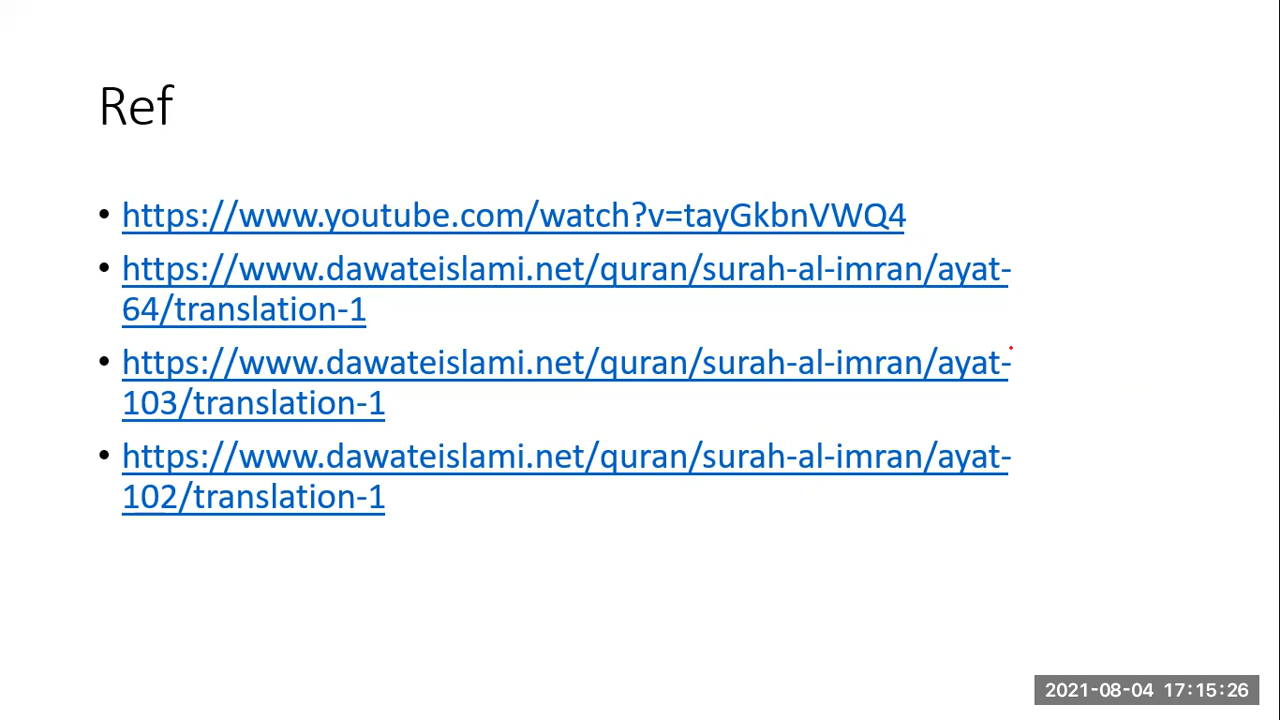 Ref
• https://www.youtube.com/watch?v=tayGkbnVWQ4
• https://www.dawateislami.net/quran/surah-al-imran/ayat-
64/translation-1
• https://www.dawateislami.net/quran/surah-al-imran/ayat-
103/translation-1
• https://www.dawateislami.net/quran/surah-al-imran/ayat-
102/translation-1
2021-08-04 17:15:26